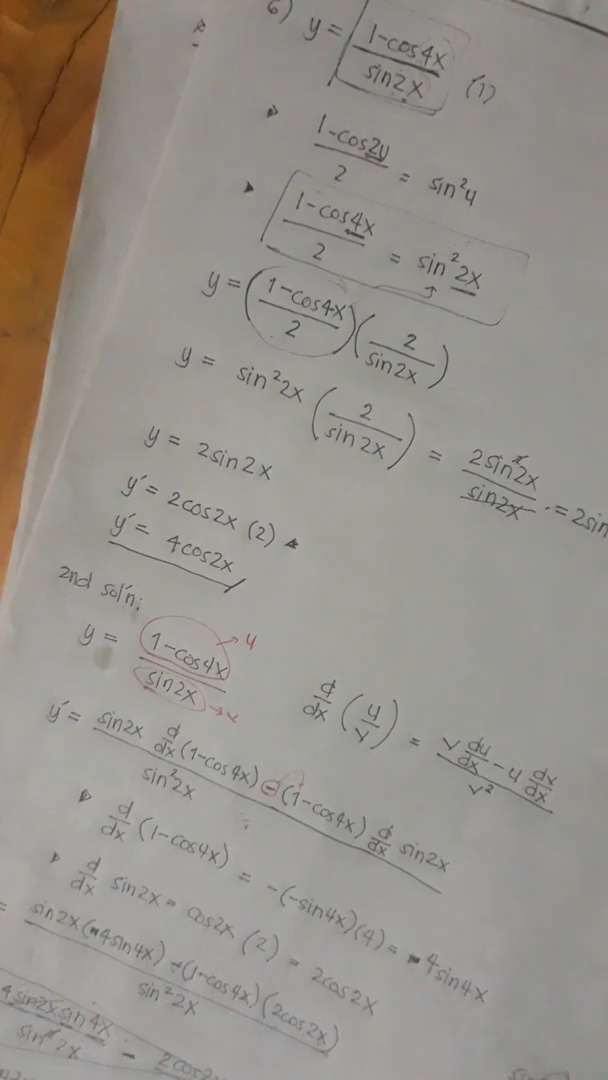 6) y = (1-cos4x)/(sin2x) (1)
(1-cos2u)/2 = sin²u
(1-cos4x)/2 = sin²2x
y = ((1-cos4x)/2)(2/(sin2x))
y = sin²2x (2/(sin2x)) = (2sin²2x)/(sin2x) = 2sin
y = 2sin2x
y' = 2cos2x (2)
y' = 4cos2x
2nd sol'n:
y = (1-cos4x)/(sin2x) → u → v
d/dx (u/v) = (v du/dx - u dv/dx)/v²
y' = (sin2x d/dx (1-cos4x) - (1-cos4x) d/dx sin2x)/(sin²2x)
d/dx (1-cos4x) = -(-sin4x)(4) = 4sin4x
d/dx sin2x = cos2x (2) = 2cos2x
= (sin2x(4sin4x) - (1-cos4x)(2cos2x))/(sin²2x)
(4sin2x sin4x)/(sin²2x) - 2cos2